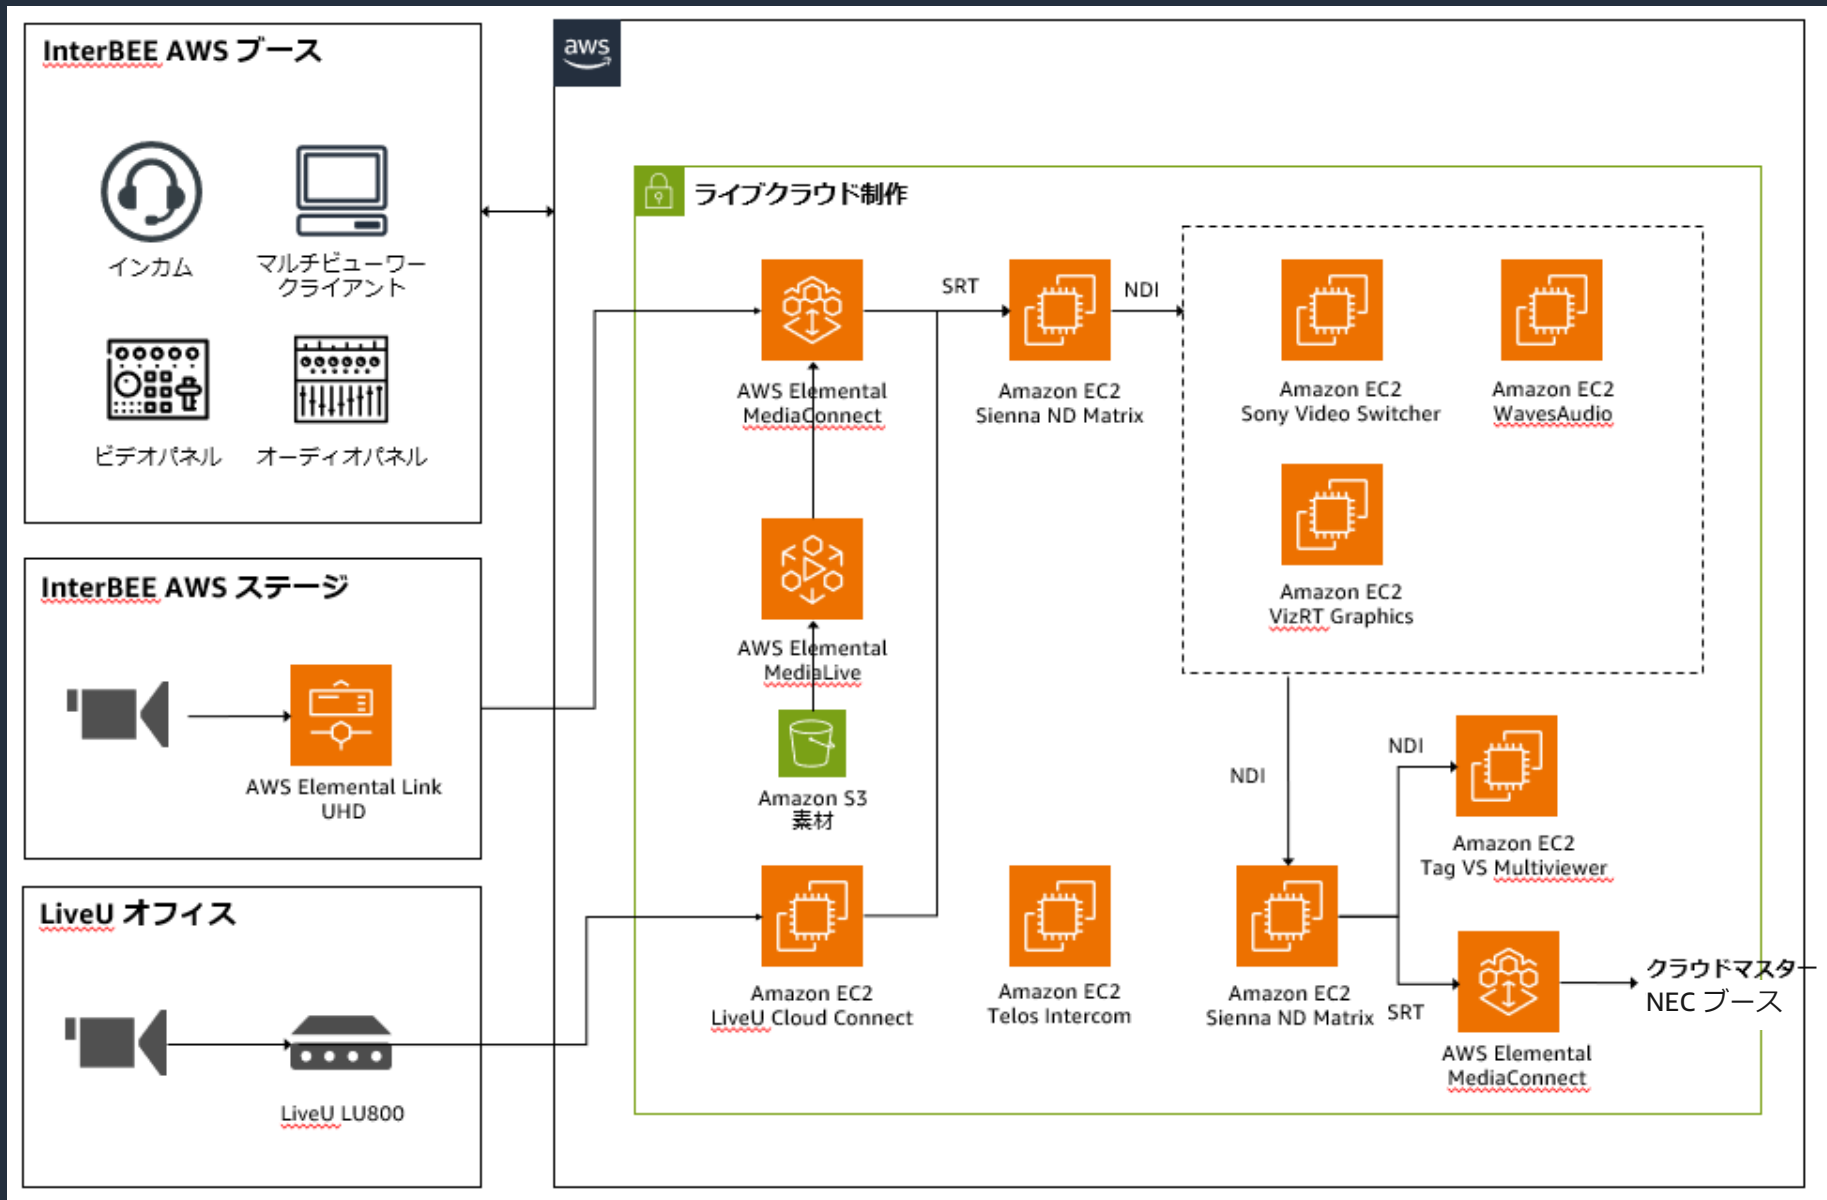 InterBEE AWS ブース
インカム
マルチビューワー
クライアント
ビデオパネル
オーディオパネル
InterBEE AWS ステージ
AWS Elemental Link
UHD
LiveU オフィス
LiveU LU800
aws
ライブクラウド制作
AWS Elemental
MediaConnect
SRT
Amazon EC2
Sienna ND Matrix
NDI
Amazon EC2
Sony Video Switcher
Amazon EC2
WavesAudio
Amazon EC2
VizRT Graphics
AWS Elemental
MediaLive
Amazon S3
素材
Amazon EC2
LiveU Cloud Connect
Amazon EC2
Telos Intercom
NDI
Amazon EC2
Sienna ND Matrix
NDI
Amazon EC2
Tag VS Multiviewer
SRT
AWS Elemental
MediaConnect
クラウドマスター
NEC ブース